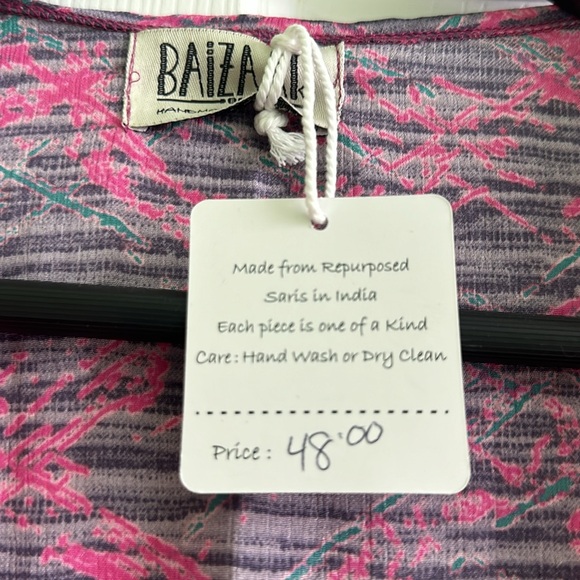 Made from Repurposed
Saris in India
Each piece is one of a Kind
Care: Hand Wash or Dry Clean
Price: 48.00